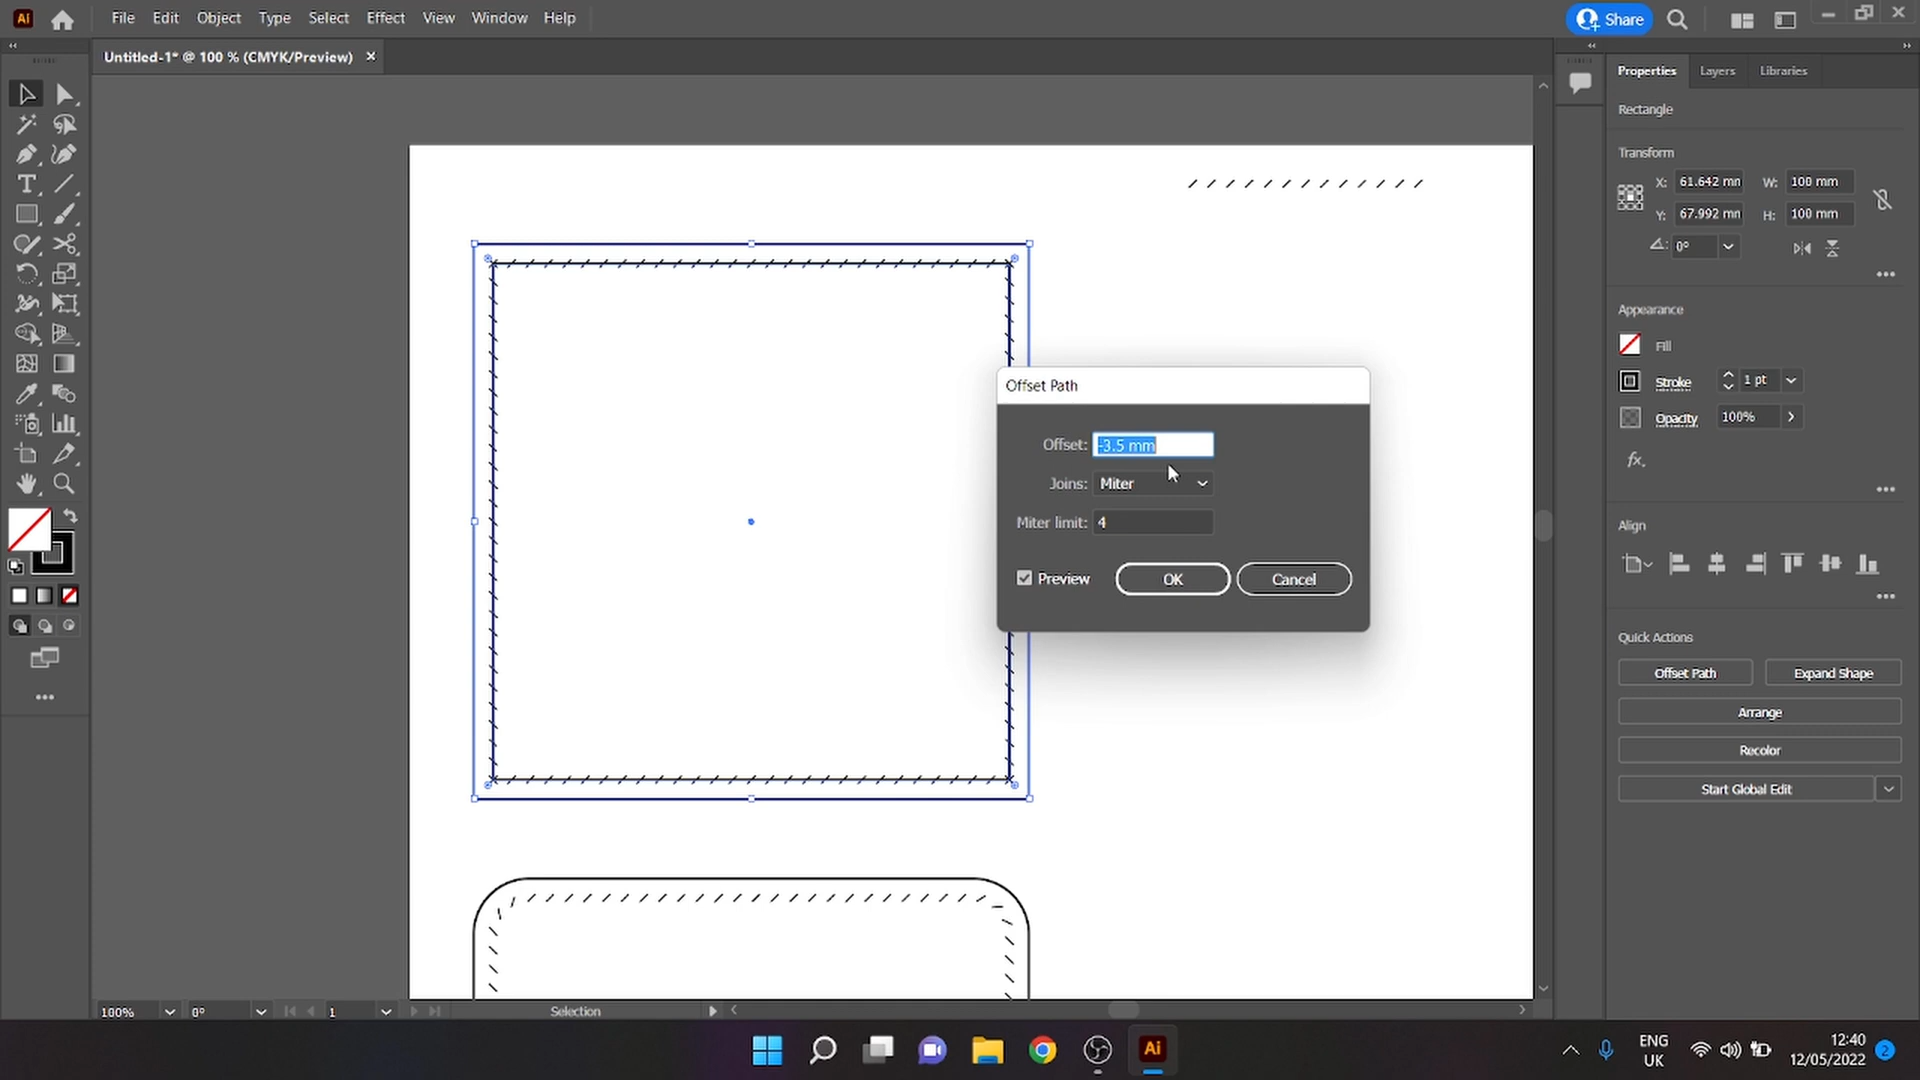 Ai File Edit Object Type Select Effect View Window Help Share
Untitled-1* @ 100 % (CMYK/Preview)
Properties Layers Libraries
Rectangle
Transform
X: 61.642 mm W: 100 mm
Y: 67.992 mm H: 100 mm
0°
Appearance
Fill
Stroke 1 pt
Opacity 100%
fx.
Align
Quick Actions
Offset Path Expand Shape
Arrange
Recolor
Start Global Edit
Offset Path
Offset: -3.5 mm
Joins: Miter
Miter limit: 4
Preview OK Cancel
100% 0° 1 Selection
Ai
ENG
UK
12:40
12/05/2022
2